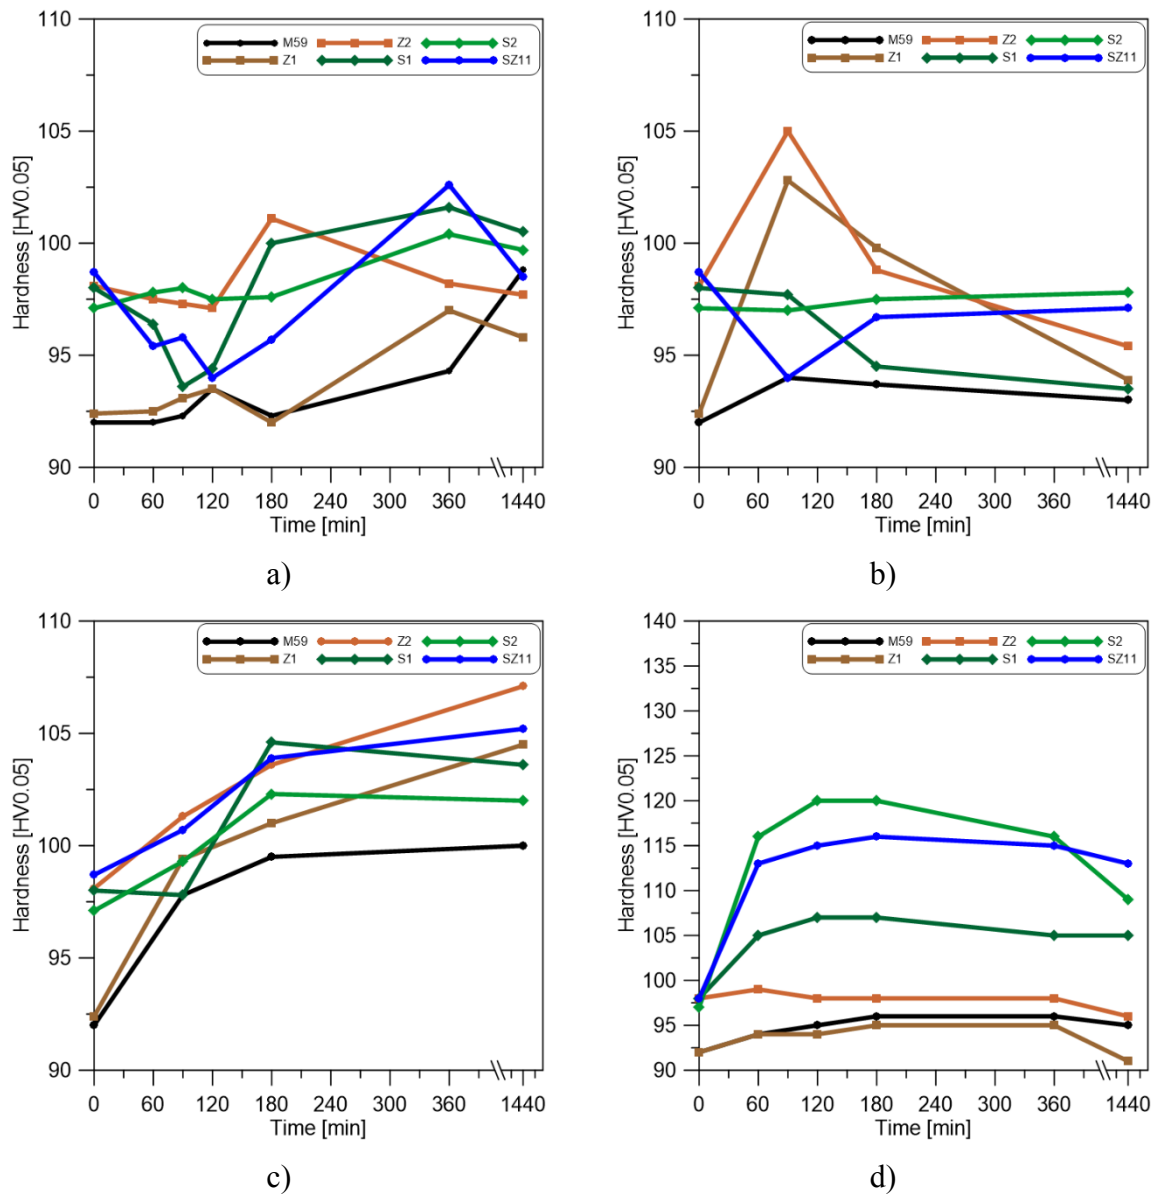 110
M59 Z2 S2
Z1 S1 SZ11
105
100
95
90
Hardness [HV0.05]
0 60 120 180 240 300 360 1440
Time [min]
a)
110
M59 Z2 S2
Z1 S1 SZ11
105
100
95
90
Hardness [HV0.05]
0 60 120 180 240 300 360 1440
Time [min]
b)
110
M59 Z2 S2
Z1 S1 SZ11
105
100
95
90
Hardness [HV0.05]
0 60 120 180 240 300 360 1440
Time [min]
c)
140
M59 Z2 S2
Z1 S1 SZ11
135
130
125
120
115
110
105
100
95
90
Hardness [HV0.05]
0 60 120 180 240 300 360 1440
Time [min]
d)